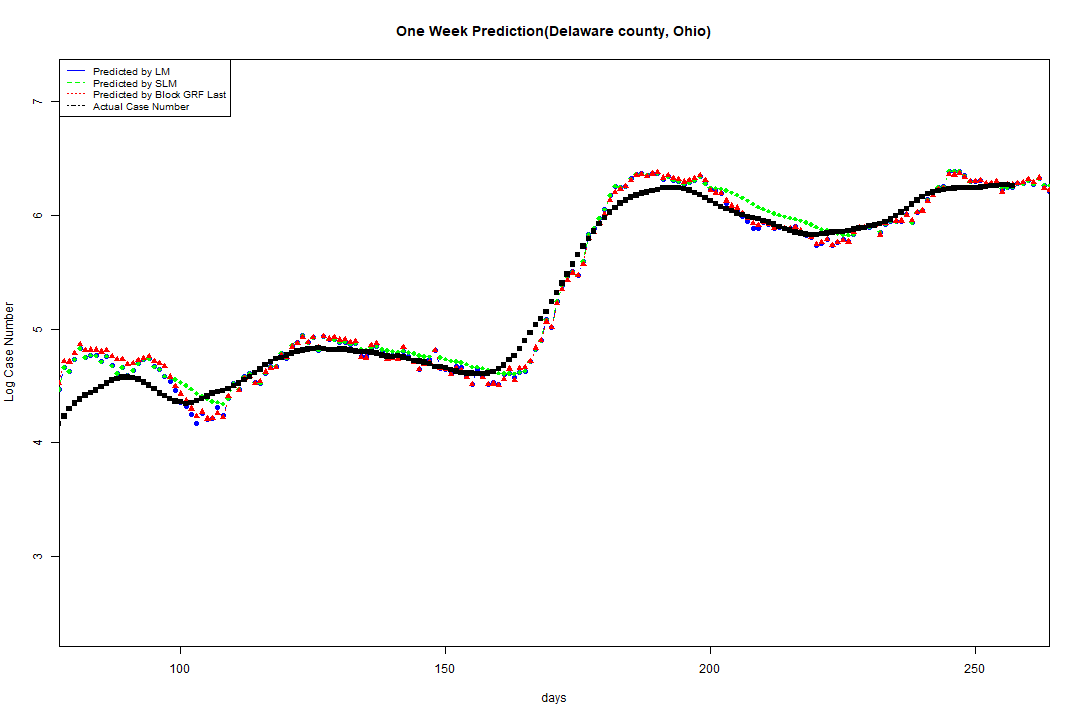 One Week Prediction(Delaware county, Ohio)
Predicted by LM
Predicted by SLM
Predicted by Block GRF Last
Actual Case Number
7
6
5
4
3
Log Case Number
100 150 200 250
days